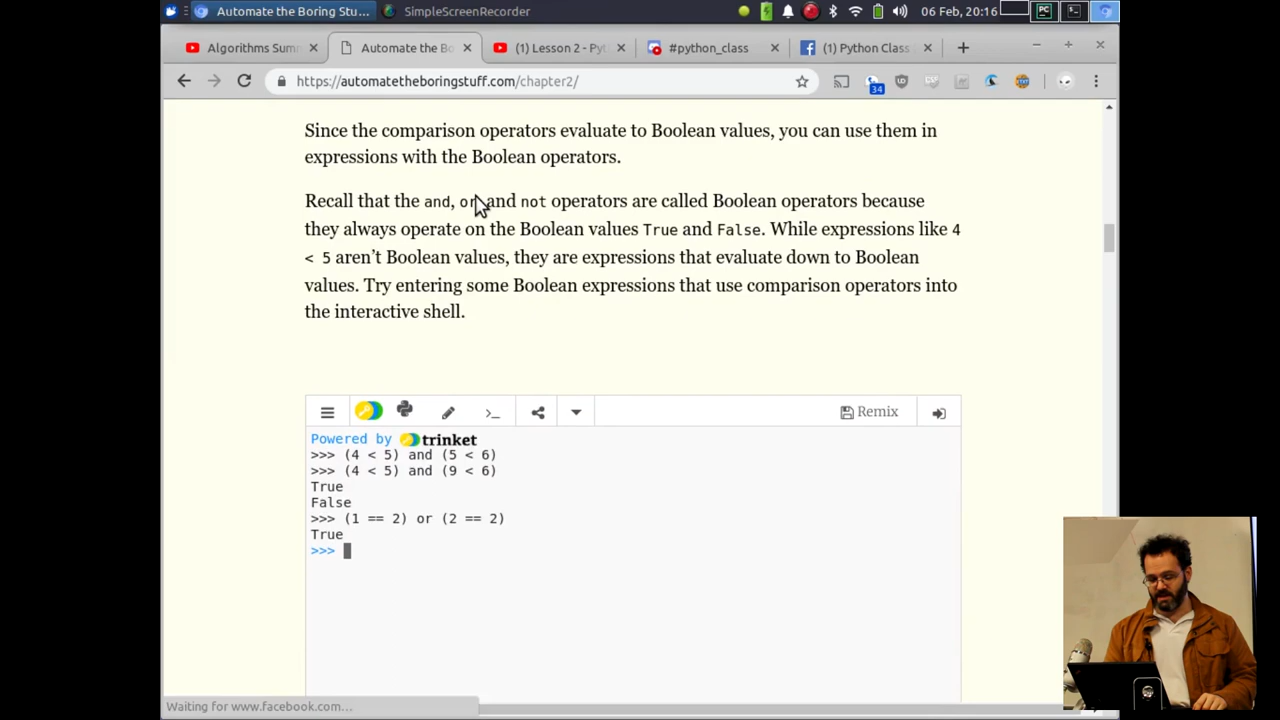 Automate the Boring Stu...
SimpleScreenRecorder
06 Feb, 20:16
Algorithms Sum
Automate the Bo
(1) Lesson 2 - Pyt
#python_class
(1) Python Class
https://automatetheboringstuff.com/chapter2/
34
Since the comparison operators evaluate to Boolean values, you can use them in
expressions with the Boolean operators.
Recall that the and, or, and not operators are called Boolean operators because
they always operate on the Boolean values True and False. While expressions like 4
< 5 aren’t Boolean values, they are expressions that evaluate down to Boolean
values. Try entering some Boolean expressions that use comparison operators into
the interactive shell.
Remix
Powered by trinket
>>> (4 < 5) and (5 < 6)
>>> (4 < 5) and (9 < 6)
True
False
>>> (1 == 2) or (2 == 2)
True
>>>
Waiting for www.facebook.com...